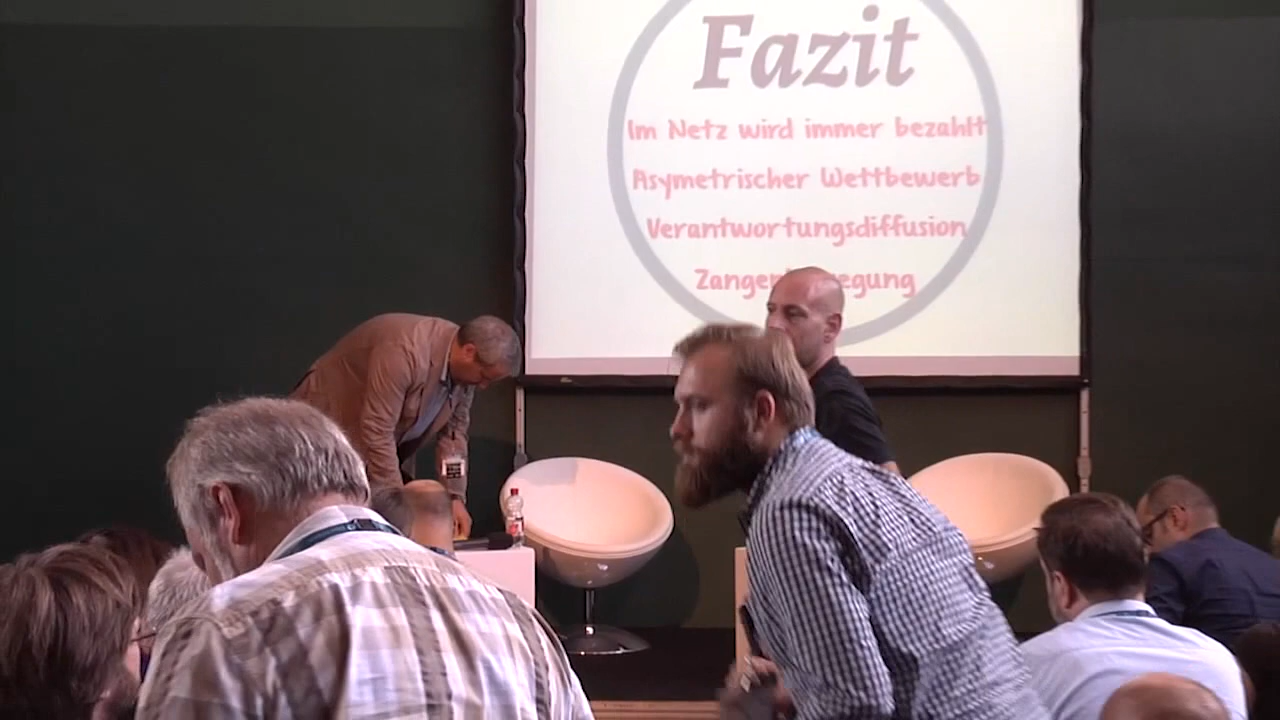 Fazit
Im Netz wird immer bezahlt
Asymetrischer Wettbewerb
Verantwortungsdiffusion